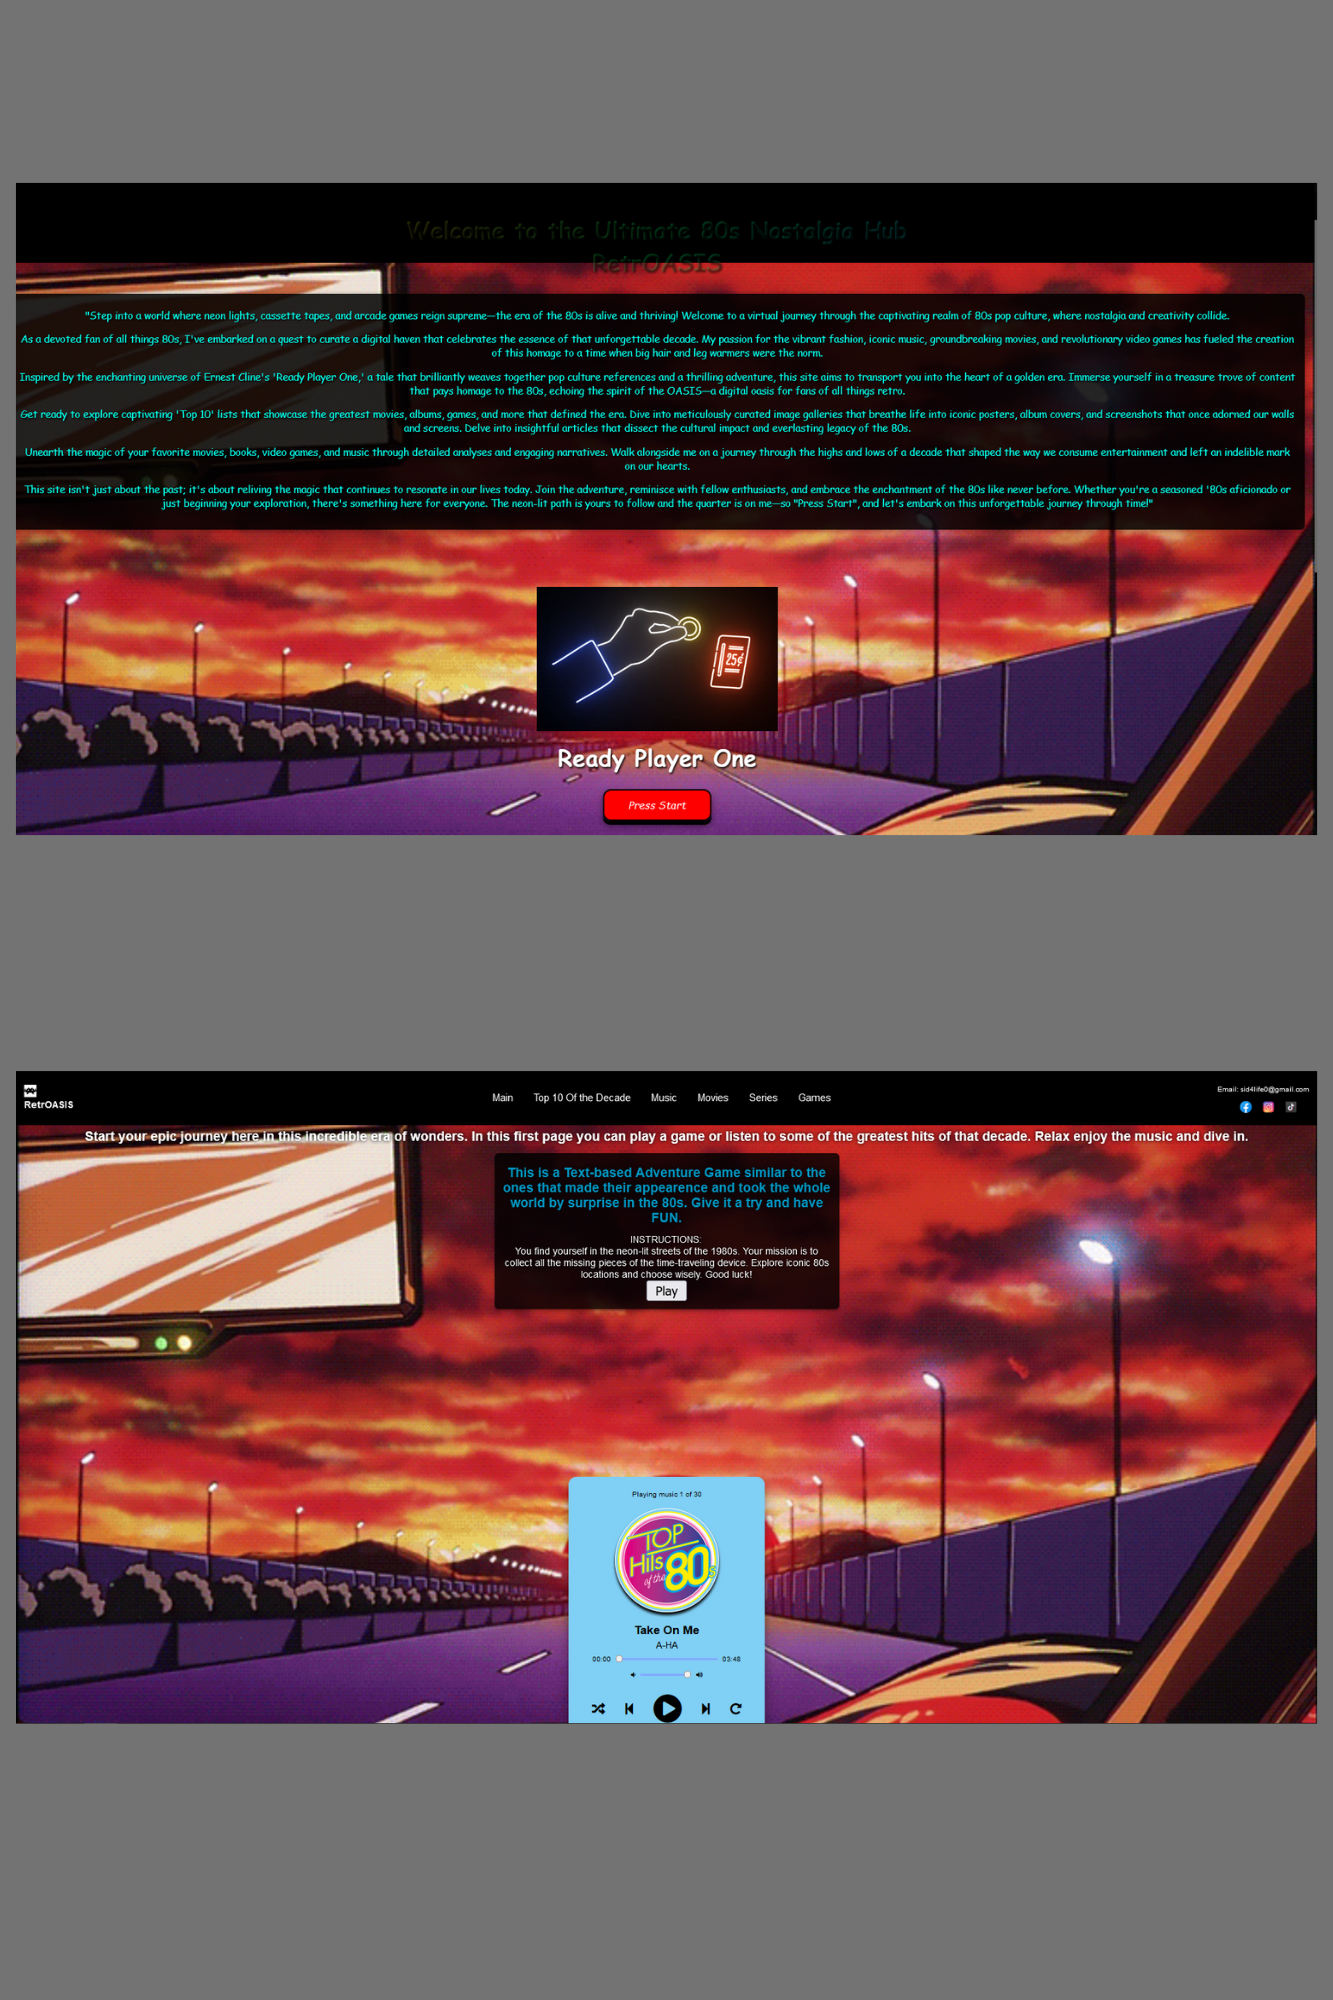 Welcome to the Ultimate 80s Nostalgia Hub
RetrOASIS
"Step into a world where neon lights, cassette tapes, and arcade games reign supreme—the era of the 80s is alive and thriving! Welcome to a virtual journey through the captivating realm of 80s pop culture, where nostalgia and creativity collide.
As a devoted fan of all things 80s, I've embarked on a quest to curate a digital haven that celebrates the essence of that unforgettable decade. My passion for the vibrant fashion, iconic music, groundbreaking movies, and revolutionary video games has fueled the creation
of this homage to a time when big hair and leg warmers were the norm.
Inspired by the enchanting universe of Ernest Cline's 'Ready Player One,' a tale that brilliantly weaves together pop culture references and a thrilling adventure, this site aims to transport you into the heart of a golden era. Immerse yourself in a treasure trove of content
that pays homage to the 80s, echoing the spirit of the OASIS—a digital oasis for fans of all things retro.
Get ready to explore captivating 'Top 10' lists that showcase the greatest movies, albums, games, and more that defined the era. Dive into meticulously curated image galleries that breathe life into iconic posters, album covers, and screenshots that once adorned our walls
and screens. Delve into insightful articles that dissect the cultural impact and everlasting legacy of the 80s.
Unearth the magic of your favorite movies, books, video games, and music through detailed analyses and engaging narratives. Walk alongside me on a journey through the highs and lows of a decade that shaped the way we consume entertainment and left an indelible mark
on our hearts.
This site isn't just about the past; it's about reliving the magic that continues to resonate in our lives today. Join the adventure, reminisce with fellow enthusiasts, and embrace the enchantment of the 80s like never before. Whether you're a seasoned '80s aficionado or
just beginning your exploration, there's something here for everyone. The neon-lit path is yours to follow and the quarter is on me—so "Press Start", and let's embark on this unforgettable journey through time!"
25¢
Ready Player One
Press Start
RetrOASIS
Main Top 10 Of the Decade Music Movies Series Games
Email: sid4life0@gmail.com
Start your epic journey here in this incredible era of wonders. In this first page you can play a game or listen to some of the greatest hits of that decade. Relax enjoy the music and dive in.
This is a Text-based Adventure Game similar to the
ones that made their appearence and took the whole
world by surprise in the 80s. Give it a try and have
FUN.
INSTRUCTIONS:
You find yourself in the neon-lit streets of the 1980s. Your mission is to
collect all the missing pieces of the time-traveling device. Explore iconic 80s
locations and choose wisely. Good luck!
Play
Playing music 1 of 30
TOP
Hits
of the 80s
Take On Me
A-HA
00:00 03:48